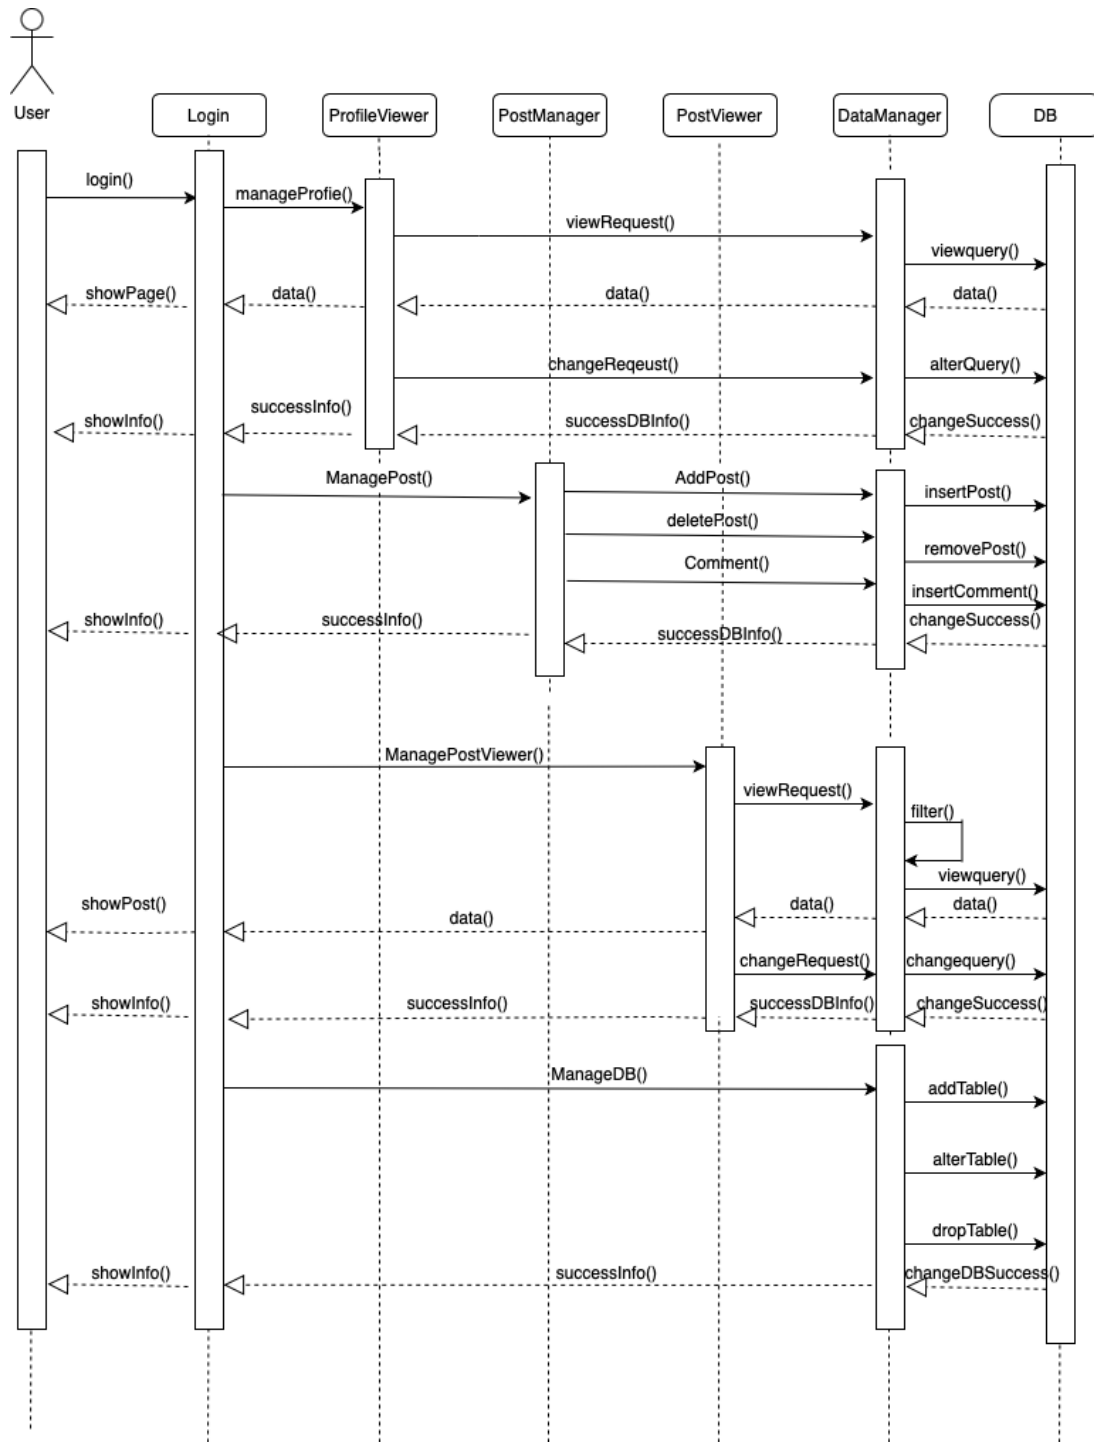 User
Login
ProfileViewer
PostManager
PostViewer
DataManager
DB
login()
manageProfie()
viewRequest()
viewquery()
showPage()
data()
data()
data()
changeReqeust()
alterQuery()
showInfo()
successInfo()
successDBInfo()
changeSuccess()
ManagePost()
AddPost()
insertPost()
deletePost()
removePost()
Comment()
insertComment()
showInfo()
successInfo()
successDBInfo()
changeSuccess()
ManagePostViewer()
viewRequest()
filter()
viewquery()
showPost()
data()
data()
data()
changeRequest()
changequery()
showInfo()
successInfo()
successDBInfo()
changeSuccess()
ManageDB()
addTable()
alterTable()
dropTable()
showInfo()
successInfo()
changeDBSuccess()